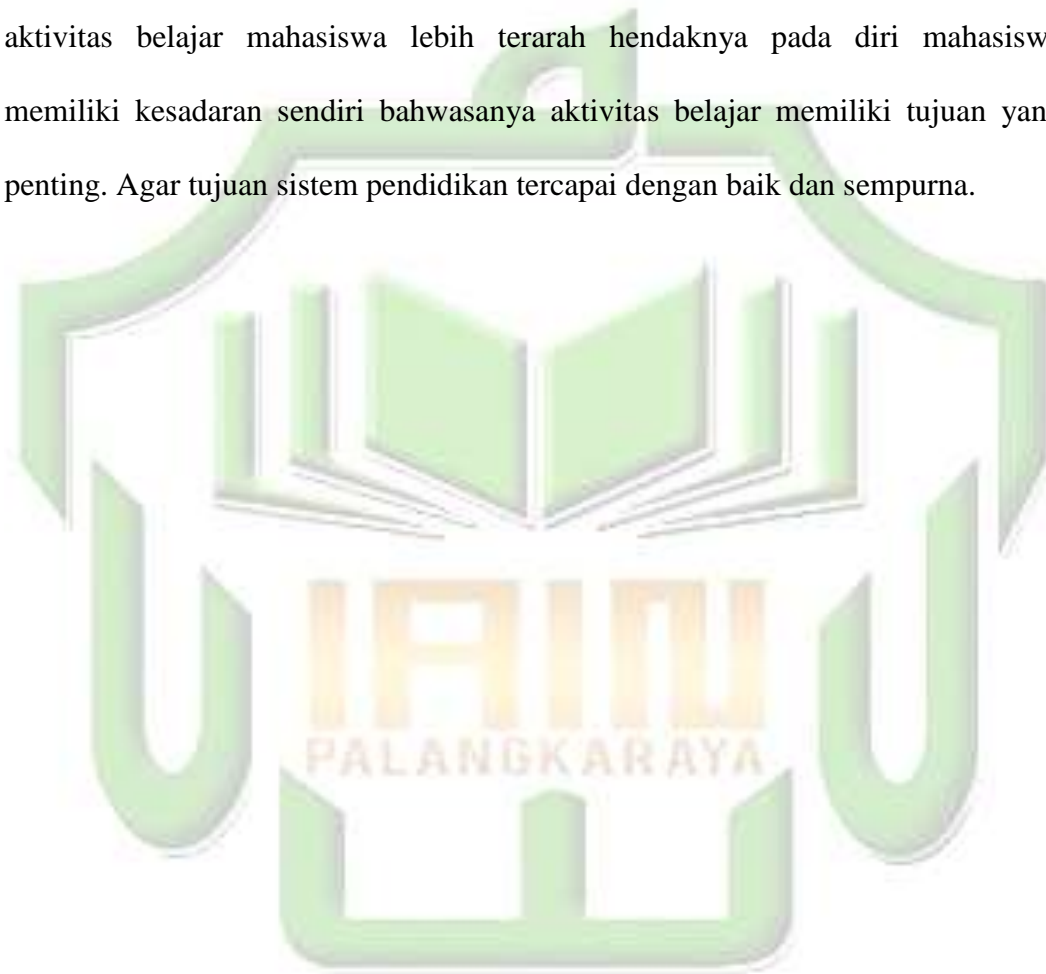 aktivitas belajar mahasiswa lebih terarah hendaknya pada diri mahasisw
memiliki kesadaran sendiri bahwasanya aktivitas belajar memiliki tujuan yan
penting. Agar tujuan sistem pendidikan tercapai dengan baik dan sempurna.
IAIN
PALANGKARAYA